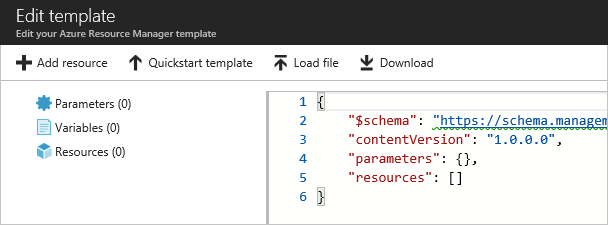 Edit template
Edit your Azure Resource Manager template
Add resource Quickstart template Load file Download
Parameters (0)
Variables (0)
Resources (0)
1 {
2 "$schema": "https://schema.managem
3 "contentVersion": "1.0.0.0",
4 "parameters": {},
5 "resources": []
6 }